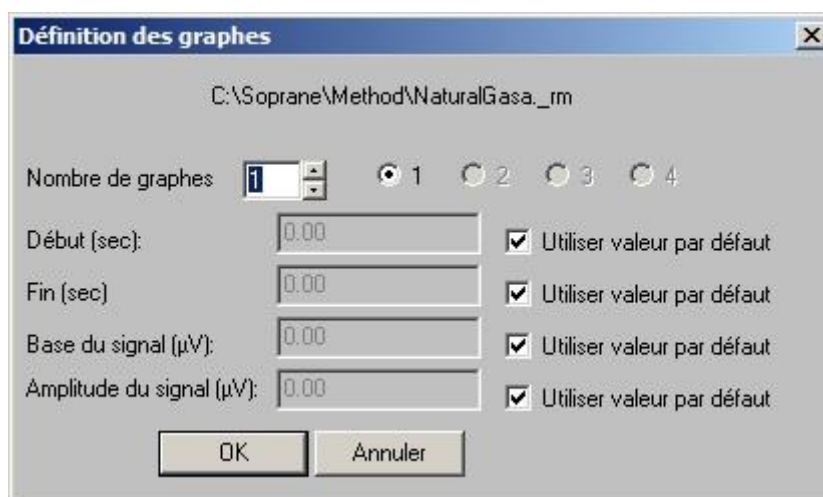 Définition des graphes
C:\Soprane\Method\NaturalGasa._rm
Nombre de graphes 1 1 2 3 4
Début (sec): 0.00 Utiliser valeur par défaut
Fin (sec) 0.00 Utiliser valeur par défaut
Base du signal (µV): 0.00 Utiliser valeur par défaut
Amplitude du signal (µV): 0.00 Utiliser valeur par défaut
OK Annuler